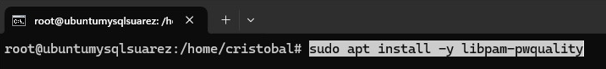 root@ubuntumysqlsuarez: /h
root@ubuntumysqlsuarez:/home/cristobal# sudo apt install -y libpam-pwquality